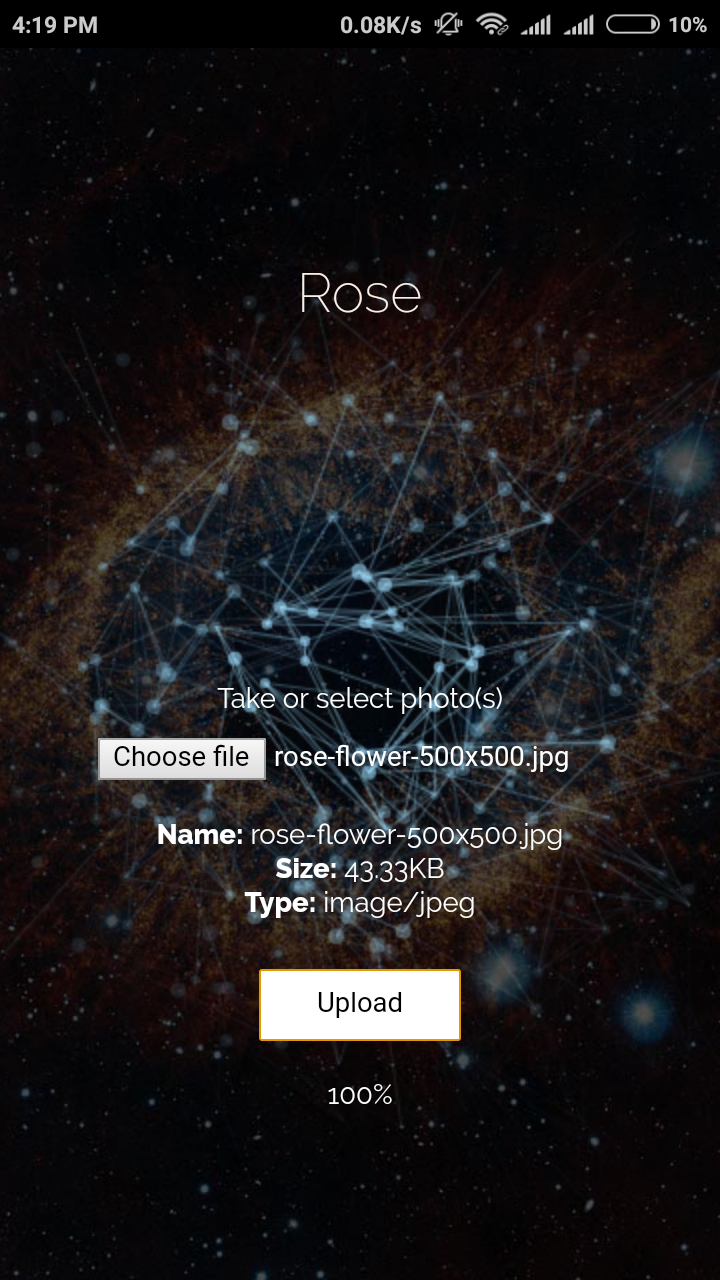 4:19 PM 0.08K/s 10%
Rose
Take or select photo(s)
Choose file rose-flower-500x500.jpg
Name: rose-flower-500x500.jpg
Size: 43.33KB
Type: image/jpeg
Upload
100%